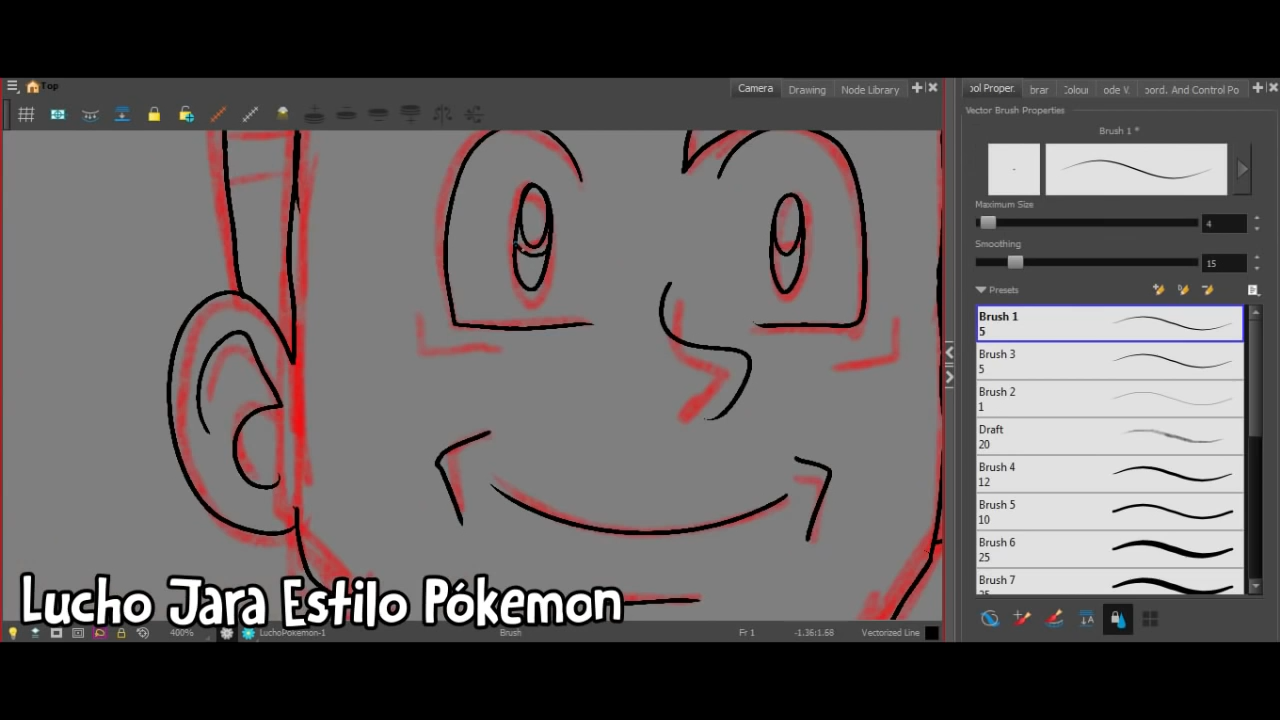 Top
Camera
Drawing
Node Library
ool Proper.
brar
Colour
ode V.
oord. And Control Po
Vector Brush Properties
Brush 1 *
Maximum Size
4
Smoothing
15
Presets
Brush 1
5
Brush 3
5
Brush 2
1
Draft
20
Brush 4
12
Brush 5
10
Brush 6
25
Brush 7
Lucho Jara Estilo Pókemon
400%
LuchoPokemon-1
Brush
Fr 1
-1.36:1.68
Vectorized Line